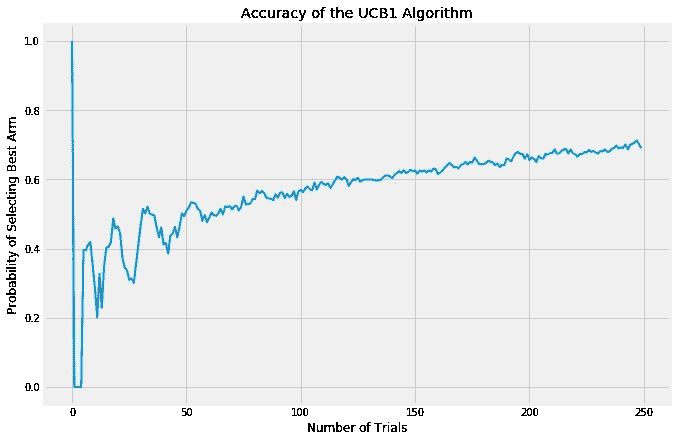 Accuracy of the UCB1 Algorithm
Probability of Selecting Best Arm
1.0
0.8
0.6
0.4
0.2
0.0
0 50 100 150 200 250
Number of Trials